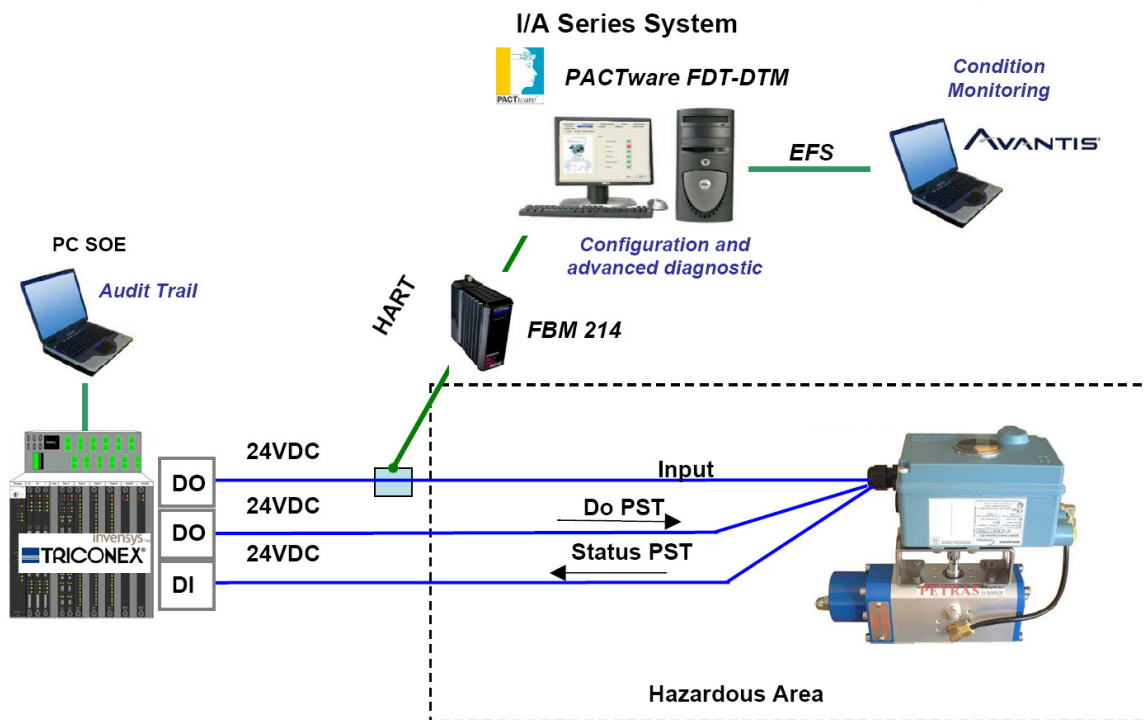 I/A Series System
PACTware
PACTware FDT-DTM
Condition
Monitoring
AVANTIS
EFS
Configuration and
advanced diagnostic
PC SOE
Audit Trail
HART
FBM 214
24VDC
DO
Input
24VDC
DO
Do PST
24VDC
DI
Status PST
invensys
TRICONEX®
PETRAS
Hazardous Area